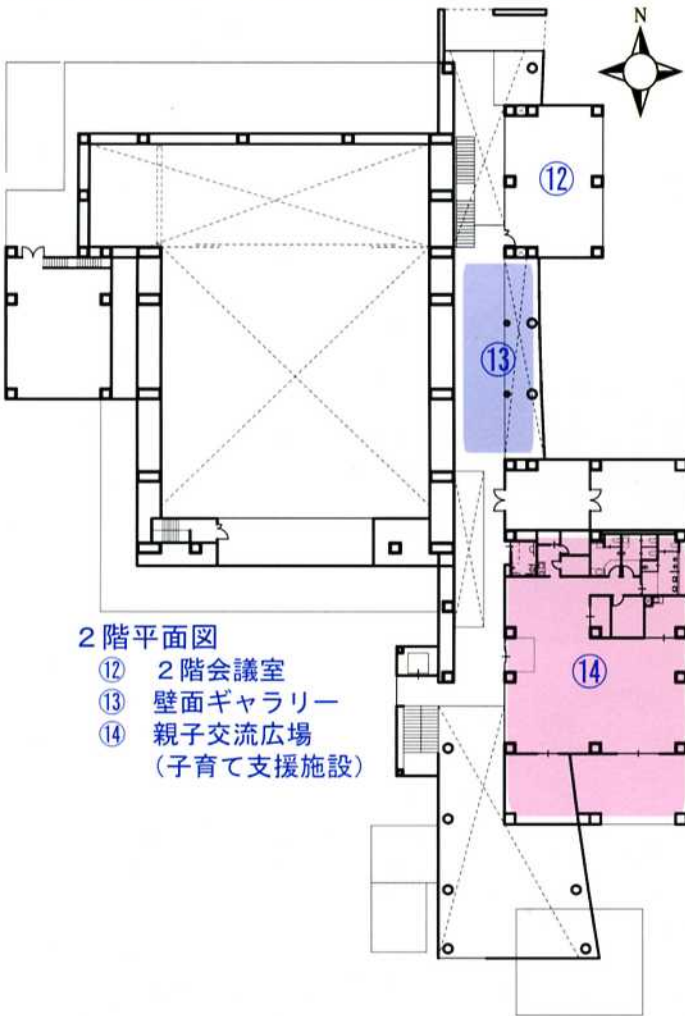 N
⑫
⑬
⑭
2階平面図
⑫ 2階会議室
⑬ 壁面ギャラリー
⑭ 親子交流広場
(子育て支援施設)